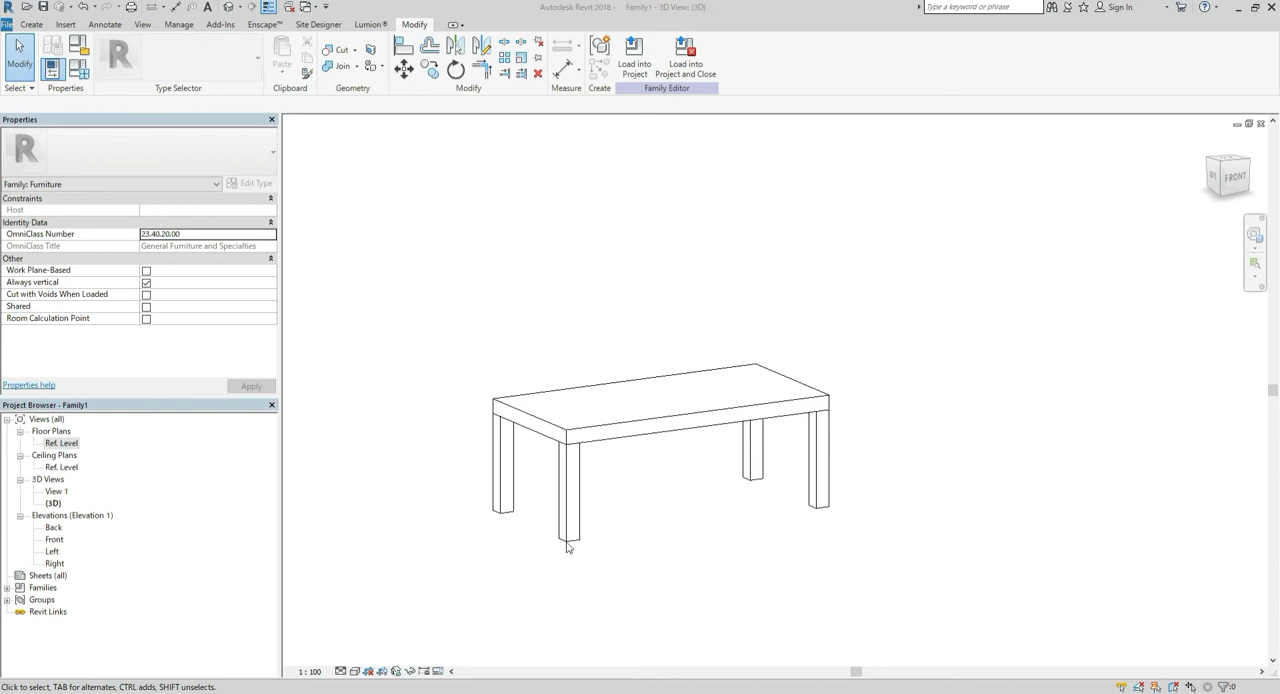 Autodesk Revit 2018 - Family1 - 3D View: {3D}
Type a keyword or phrase
Sign In
File Create Insert Annotate View Manage Add-Ins Enscape™ Site Designer Lumion® Modify
Modify
Paste
Cut
Join
Load into Project
Load into Project and Close
Select Properties Type Selector Clipboard Geometry Modify Measure Create Family Editor
Properties
Family: Furniture
Edit Type
Constraints
Host
Identity Data
OmniClass Number 23.40.20.00
OmniClass Title General Furniture and Specialties
Other
Work Plane-Based
Always vertical
Cut with Voids When Loaded
Shared
Room Calculation Point
Properties help
Apply
Project Browser - Family1
Views (all)
Floor Plans
Ref. Level
Ceiling Plans
Ref. Level
3D Views
View 1
{3D}
Elevations (Elevation 1)
Back
Front
Left
Right
Sheets (all)
Families
Groups
Revit Links
FRONT
1 : 100
Click to select, TAB for alternates, CTRL adds, SHIFT unselects.
:0